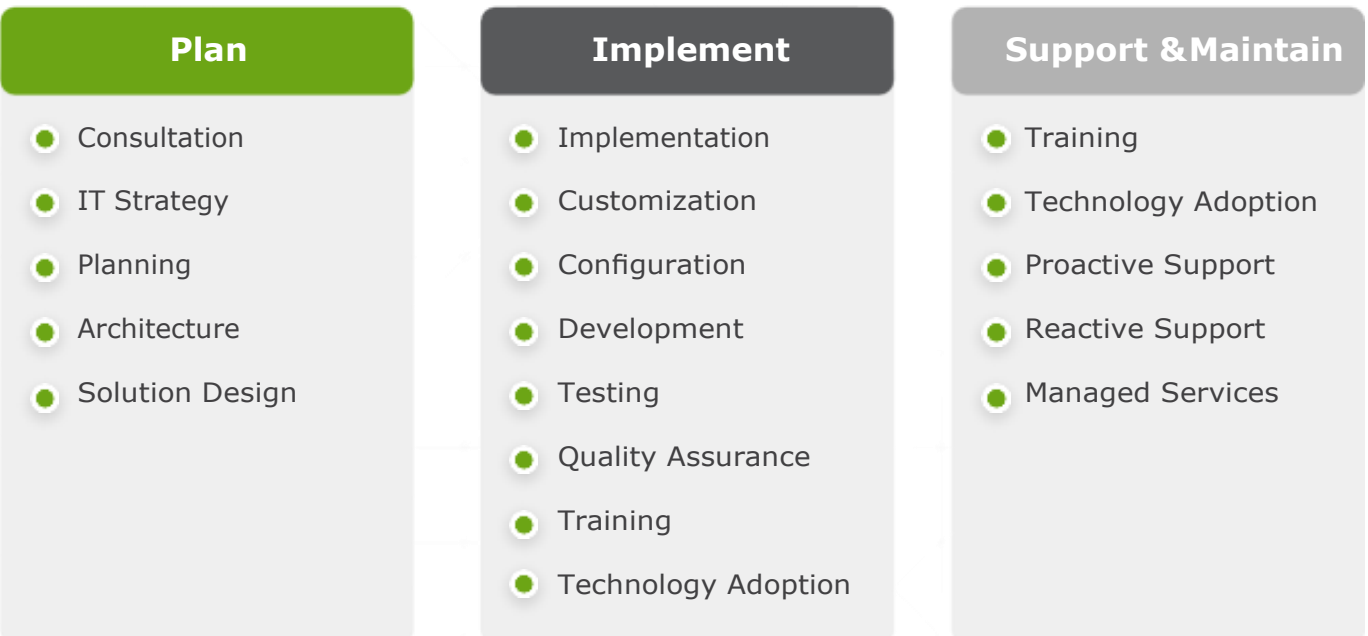 Plan
Consultation
IT Strategy
Planning
Architecture
Solution Design
Implement
Implementation
Customization
Configuration
Development
Testing
Quality Assurance
Training
Technology Adoption
Support &Maintain
Training
Technology Adoption
Proactive Support
Reactive Support
Managed Services